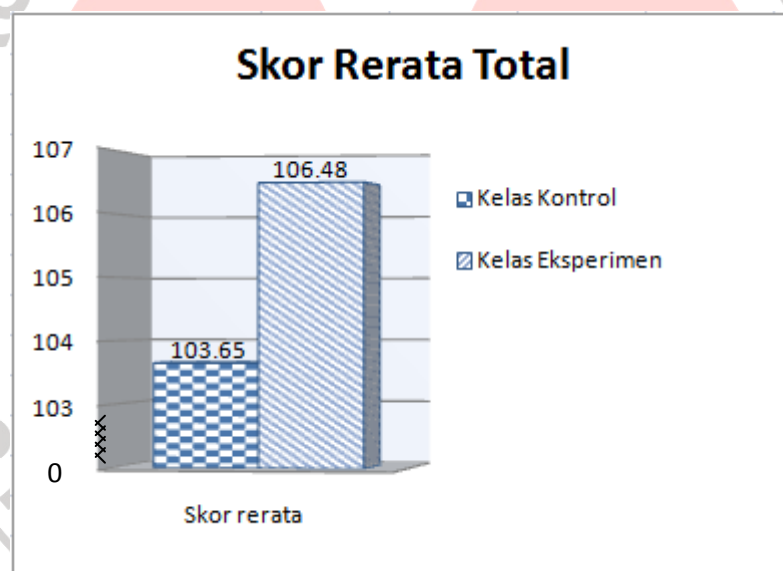 Skor Rerata Total
107
106
105
104
103
0
106.48
103.65
Skor rerata
Kelas Kontrol
Kelas Eksperimen